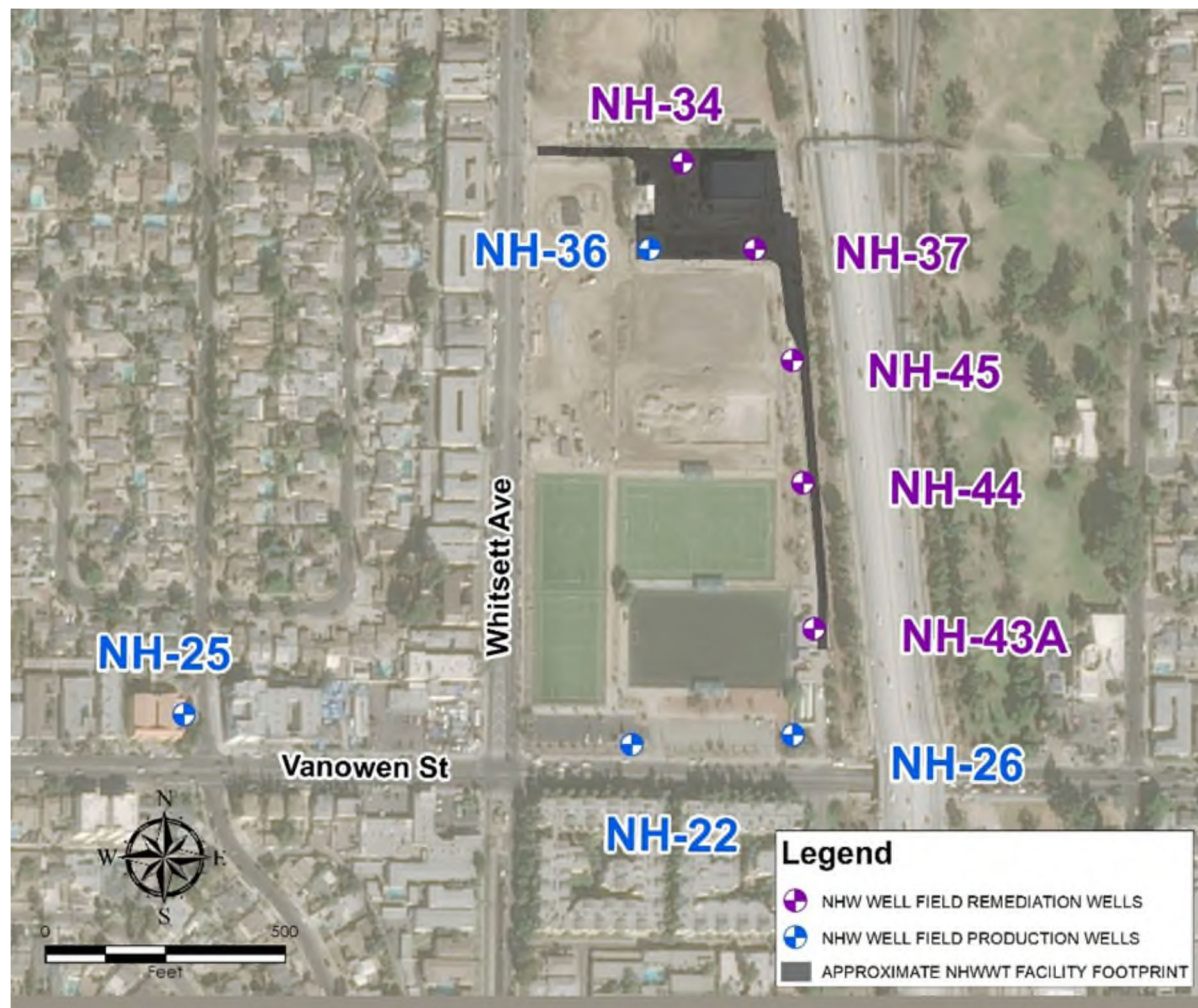 NH-34
NH-36
NH-37
NH-45
NH-44
Whitsett Ave
NH-43A
NH-25
Vanowen St
NH-26
NH-22
N
W E
S
0 500
Feet
Legend
NHW WELL FIELD REMEDIATION WELLS
NHW WELL FIELD PRODUCTION WELLS
APPROXIMATE NHWWT FACILITY FOOTPRINT